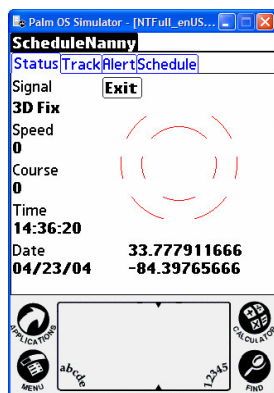 Palm OS Simulator - [NTFull_enUS...
ScheduleNanny
Status Track Alert Schedule
Signal Exit
3D Fix
Speed
0
Course
0
Time
14:36:20
Date 33.777911666
04/23/04 -84.39765666
APPLICATIONS
CALCULATOR
MENU
abcde
12345
FIND